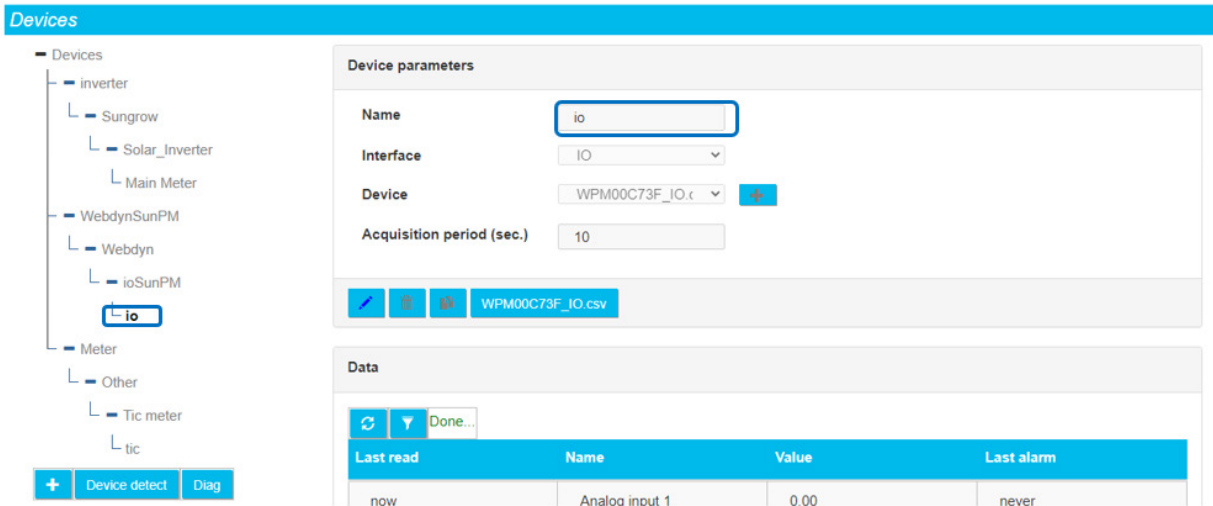 Devices
Devices
inverter
Sungrow
Solar_Inverter
Main Meter
WebdynSunPM
Webdyn
ioSunPM
io
Meter
Other
Tic meter
tic
Device detect Diag
Device parameters
Name io
Interface IO
Device WPM00C73F_IO.c
Acquisition period (sec.) 10
WPM00C73F_IO.csv
Data
Done...
Last read Name Value Last alarm
now Analog input 1 0.00 never